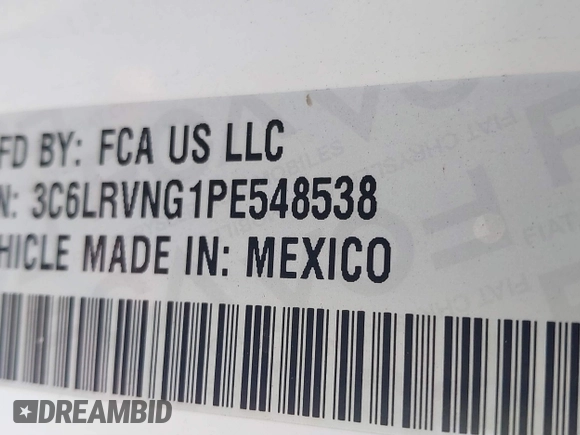 FD BY: FCA US LLC
N: 3C6LRVNG1PE548538
HICLE MADE IN: MEXICO
DREAMBID